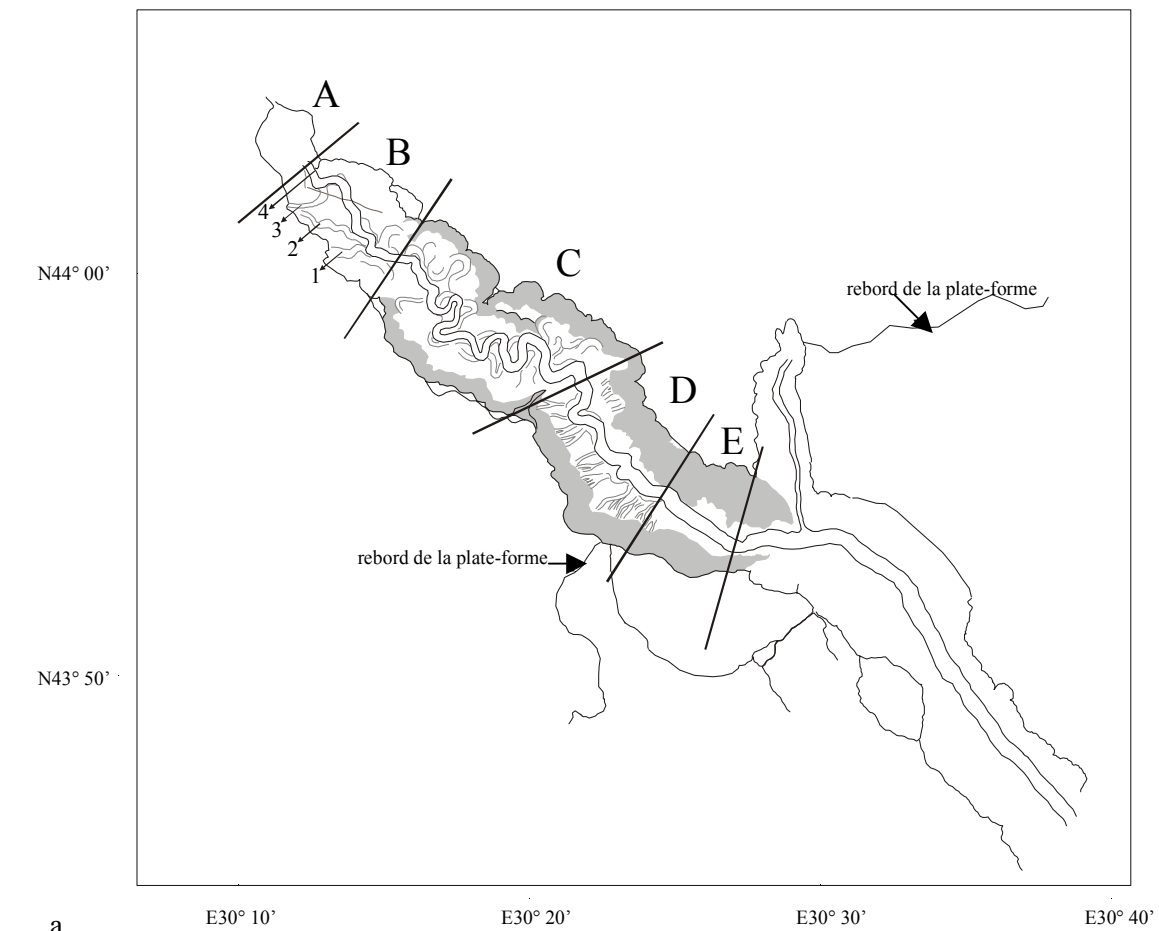 A
B
4
3
2
1
C
N44° 00’
rebord de la plate-forme
D
E
rebord de la plate-forme
N43° 50’
E30° 10’
E30° 20’
E30° 30’
E30° 40’
a